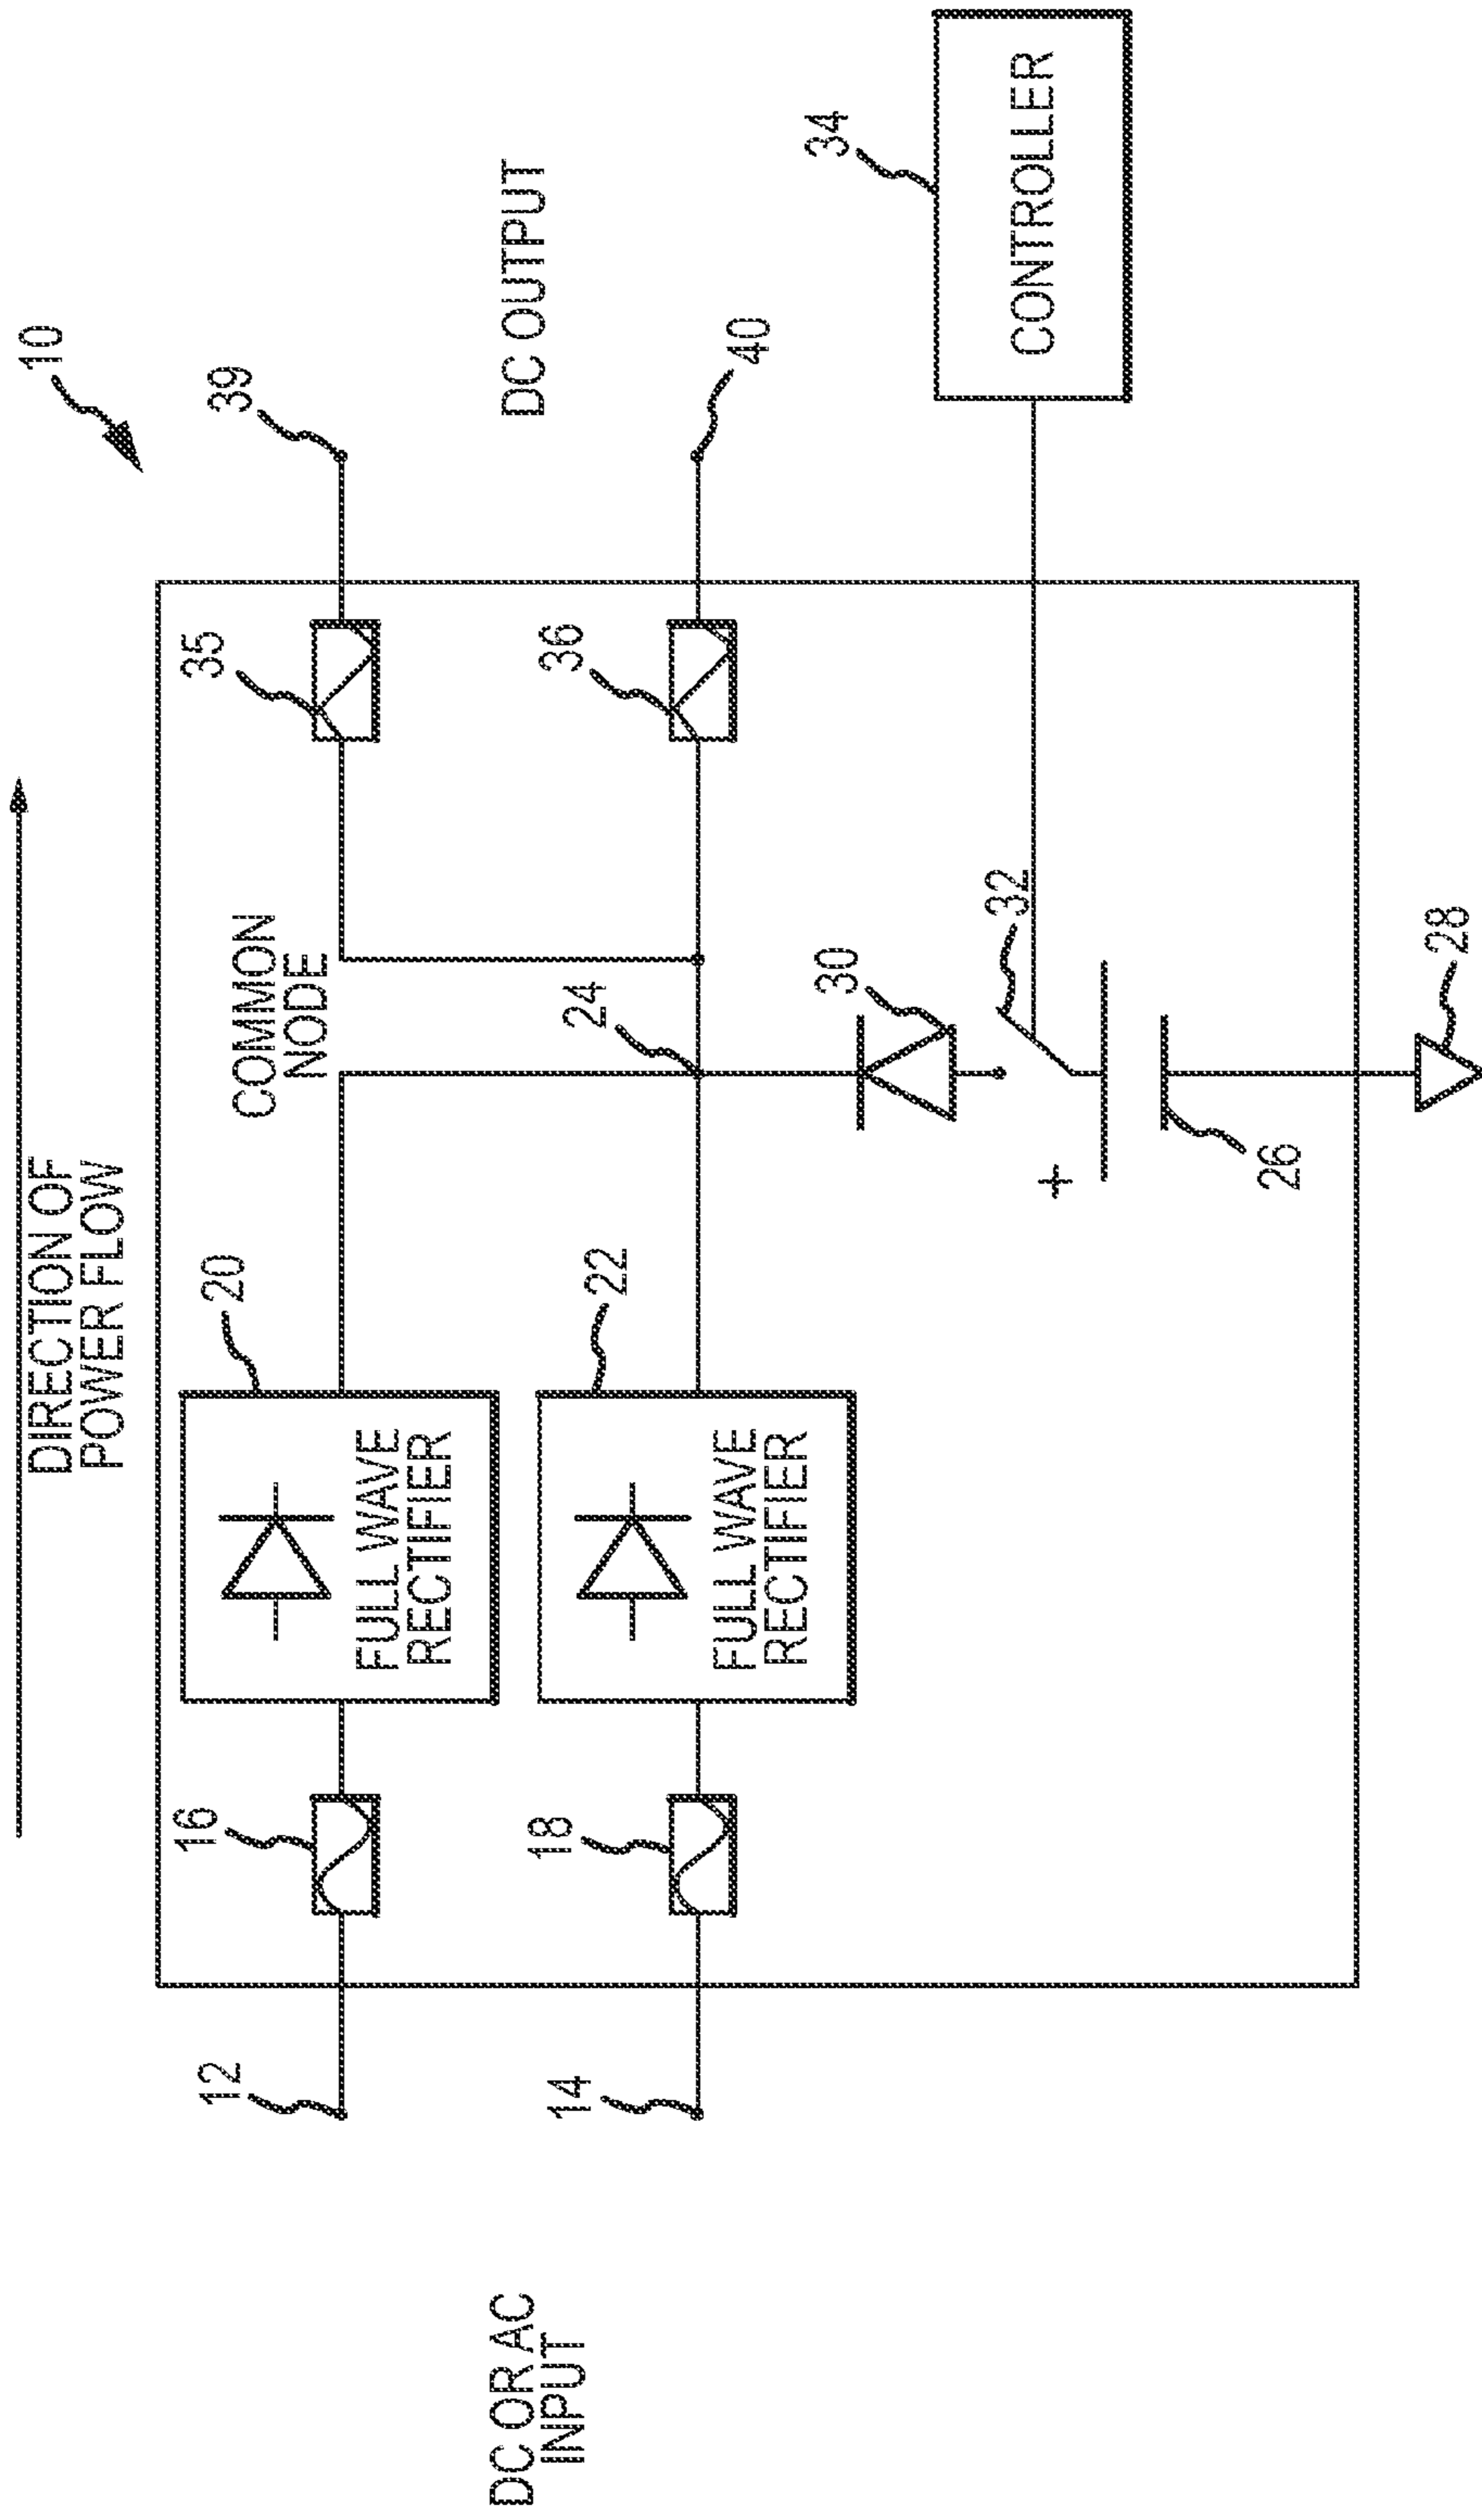 DIRECTION OF
POWER FLOW
10
12
16
20
COMMON
NODE
35
39
DC OR AC
INPUT
14
18
22
24
36
40
DC OUTPUT
FULL WAVE
RECTIFIER
FULL WAVE
RECTIFIER
30
32
34
CONTROLLER
+
26
28